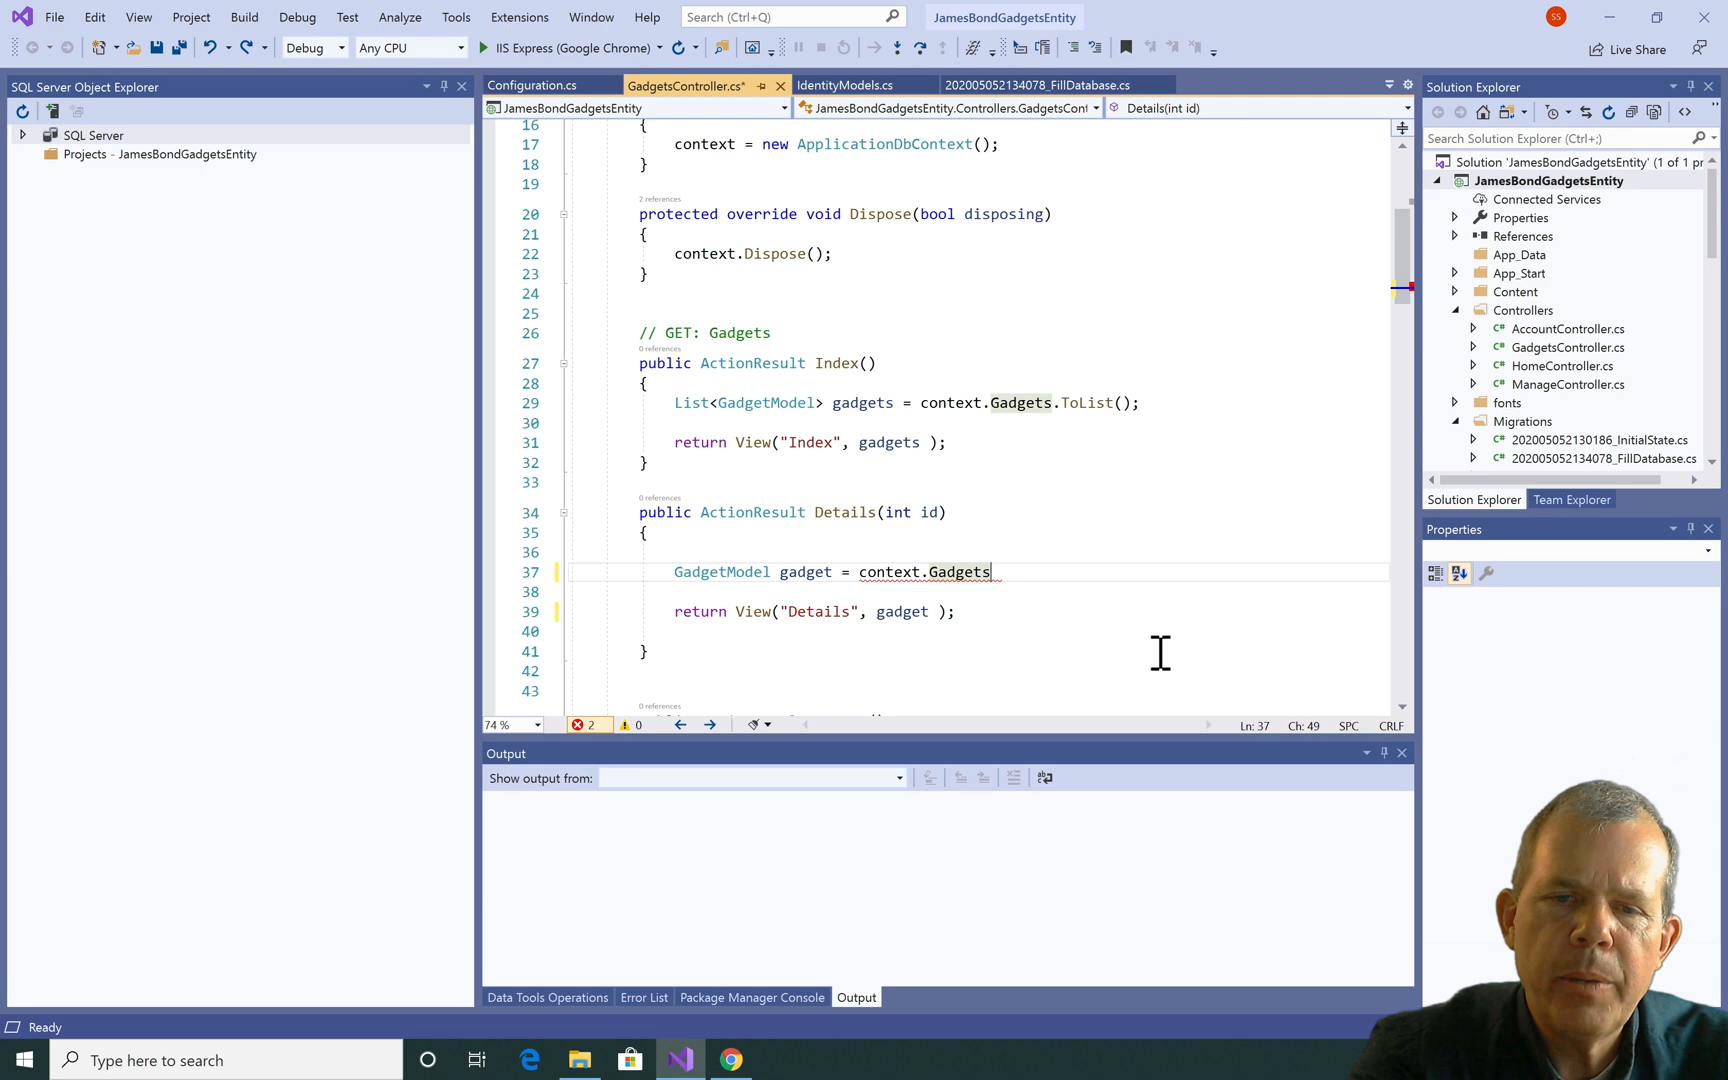 File Edit View Project Build Debug Test Analyze Tools Extensions Window Help Search (Ctrl+Q) JamesBondGadgetsEntity SS
Debug Any CPU IIS Express (Google Chrome) Live Share
SQL Server Object Explorer
SQL Server
Projects - JamesBondGadgetsEntity
Configuration.cs GadgetsController.cs* IdentityModels.cs 202005052134078_FillDatabase.cs
JamesBondGadgetsEntity JamesBondGadgetsEntity.Controllers.GadgetsCont Details(int id)
16 {
17 context = new ApplicationDbContext();
18 }
19
2 references
20 protected override void Dispose(bool disposing)
21 {
22 context.Dispose();
23 }
24
25
26 // GET: Gadgets
0 references
27 public ActionResult Index()
28 {
29 List<GadgetModel> gadgets = context.Gadgets.ToList();
30
31 return View("Index", gadgets );
32 }
33
0 references
34 public ActionResult Details(int id)
35 {
36
37 GadgetModel gadget = context.Gadgets
38
39 return View("Details", gadget );
40
41 }
42
43
0 references
74 % 2 0 Ln: 37 Ch: 49 SPC CRLF
Output
Show output from:
Data Tools Operations Error List Package Manager Console Output
Solution Explorer
Search Solution Explorer (Ctrl+;)
Solution 'JamesBondGadgetsEntity' (1 of 1 pr
JamesBondGadgetsEntity
Connected Services
Properties
References
App_Data
App_Start
Content
Controllers
C# AccountController.cs
C# GadgetsController.cs
C# HomeController.cs
C# ManageController.cs
fonts
Migrations
C# 202005052130186_InitialState.cs
C# 202005052134078_FillDatabase.cs
Solution Explorer Team Explorer
Properties
Ready
Type here to search